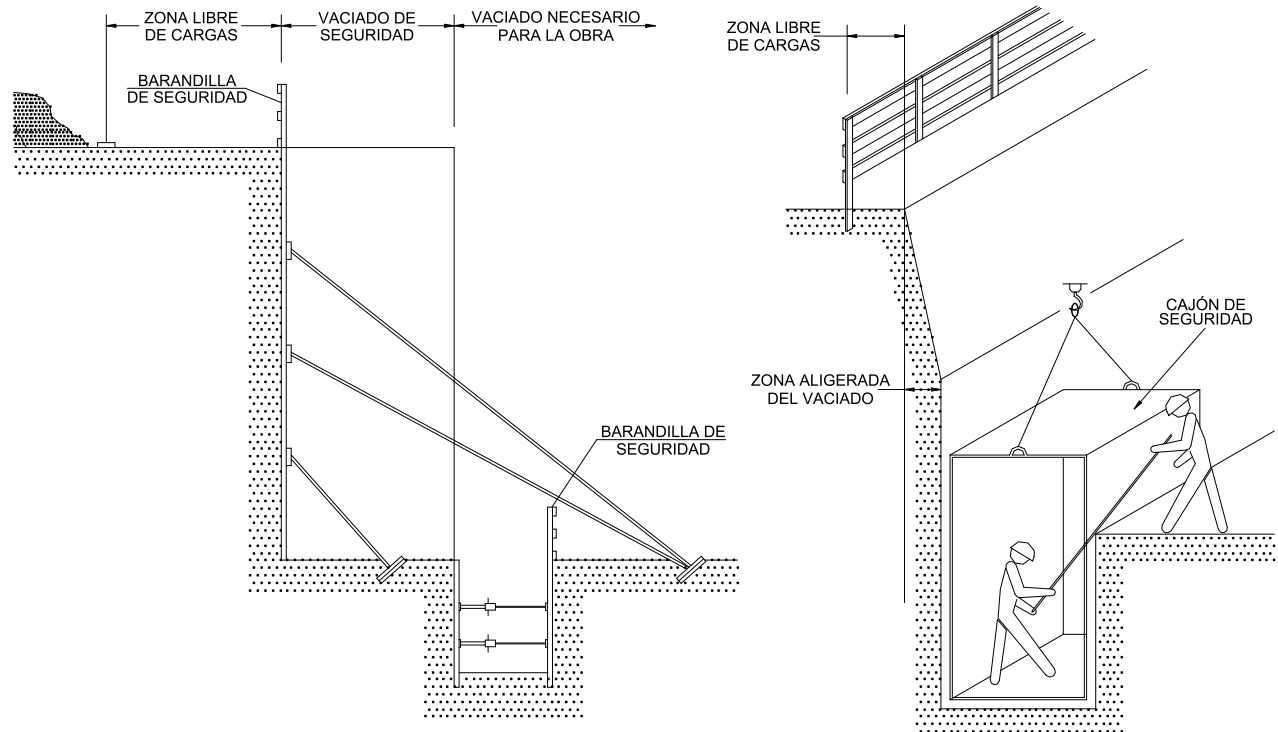 ZONA LIBRE
DE CARGAS
VACIADO DE
SEGURIDAD
VACIADO NECESARIO
PARA LA OBRA
BARANDILLA
DE SEGURIDAD
BARANDILLA DE
SEGURIDAD
ZONA LIBRE
DE CARGAS
CAJÓN DE
SEGURIDAD
ZONA ALIGERADA
DEL VACIADO